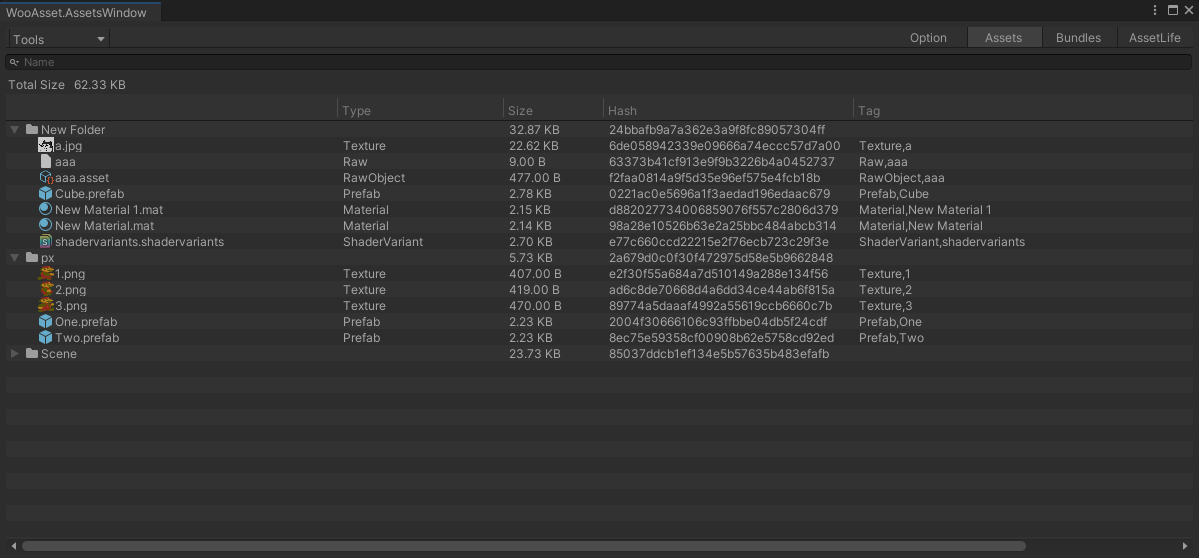 WooAsset.AssetsWindow
Tools Option Assets Bundles AssetLife
Name
Total Size 62.33 KB
Type Size Hash Tag
New Folder 32.87 KB 24bbafb9a7a362e3a9f8fc89057304ff
a.jpg Texture 22.62 KB 6de058942339e09666a74eccc57d7a00 Texture,a
aaa Raw 9.00 B 63373b41cf913e9f9b3226b4a0452737 Raw,aaa
aaa.asset RawObject 477.00 B f2faa0814a9f5d35e96ef575e4fcb18b RawObject,aaa
Cube.prefab Prefab 2.78 KB 0221ac0e5696a1f3aedad196edaac679 Prefab,Cube
New Material 1.mat Material 2.15 KB d882027734006859076f557c2806d379 Material,New Material 1
New Material.mat Material 2.14 KB 98a28e10526b63e2a25bbc484abcb314 Material,New Material
shadervariants.shadervariants ShaderVariant 2.70 KB e77c660ccd22215e2f76ecb723c29f3e ShaderVariant,shadervariants
px 5.73 KB 2a679d0c0f30f472975d58e5b9662848
1.png Texture 407.00 B e2f30f55a684a7d510149a288e134f56 Texture,1
2.png Texture 419.00 B ad6c8de70668d4a6dd34ce44ab6f815a Texture,2
3.png Texture 470.00 B 89774a5daaaf4992a55619ccb6660c7b Texture,3
One.prefab Prefab 2.23 KB 2004f30666106c93ffbbe04db5f24cdf Prefab,One
Two.prefab Prefab 2.23 KB 8ec75e59358cf00908b62e5758cd92ed Prefab,Two
Scene 23.73 KB 85037ddcb1ef134e5b57635b483efafb